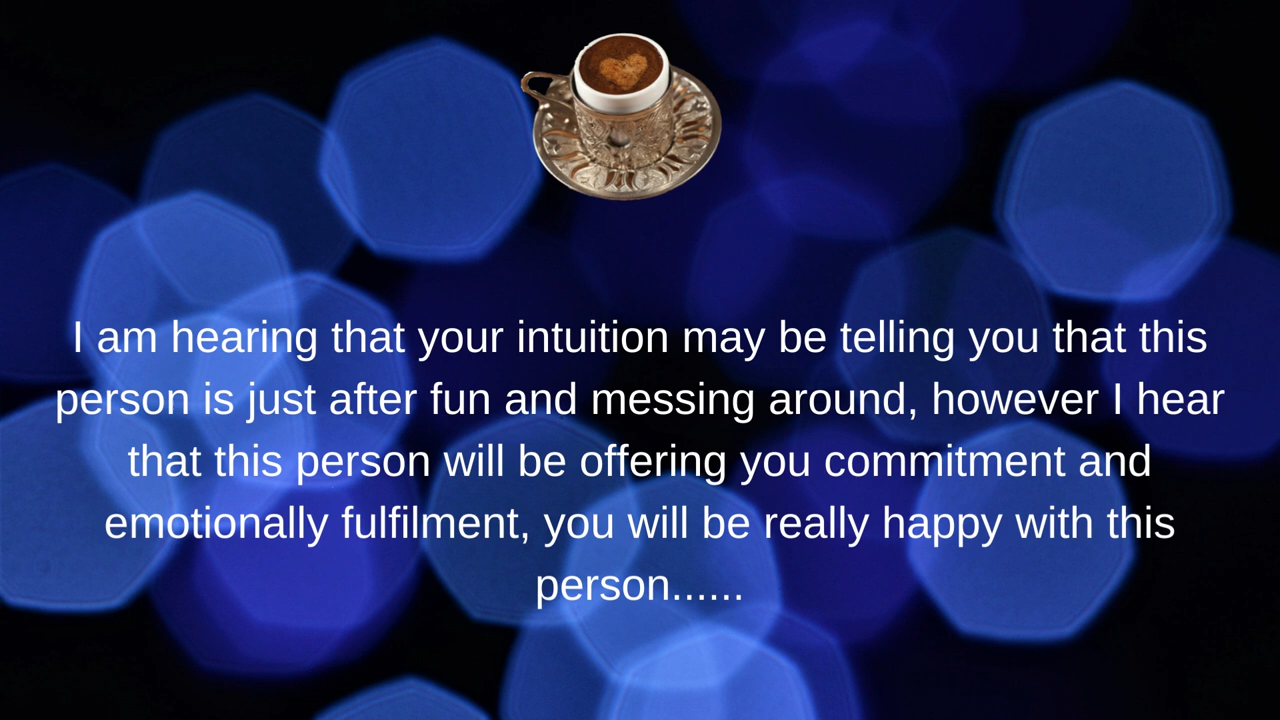 I am hearing that your intuition may be telling you that this
person is just after fun and messing around, however I hear
that this person will be offering you commitment and
emotionally fulfilment, you will be really happy with this
person......